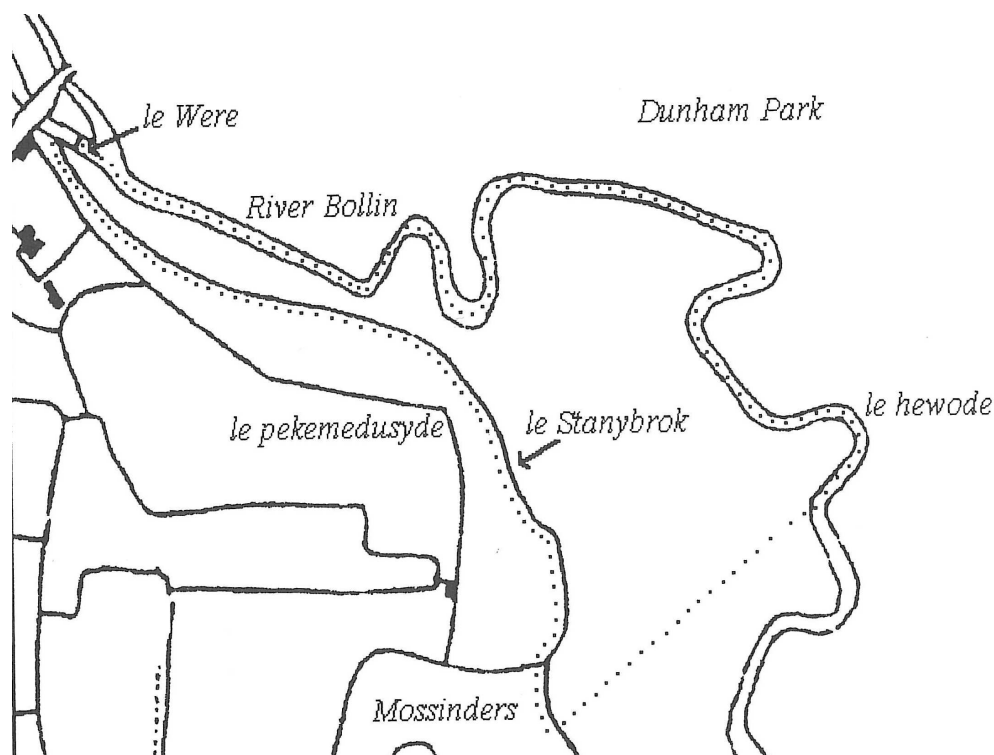 Dunham Park
le Were
River Bollin
le hewode
le pekemedusyde
le Stanybrok
Mossinders